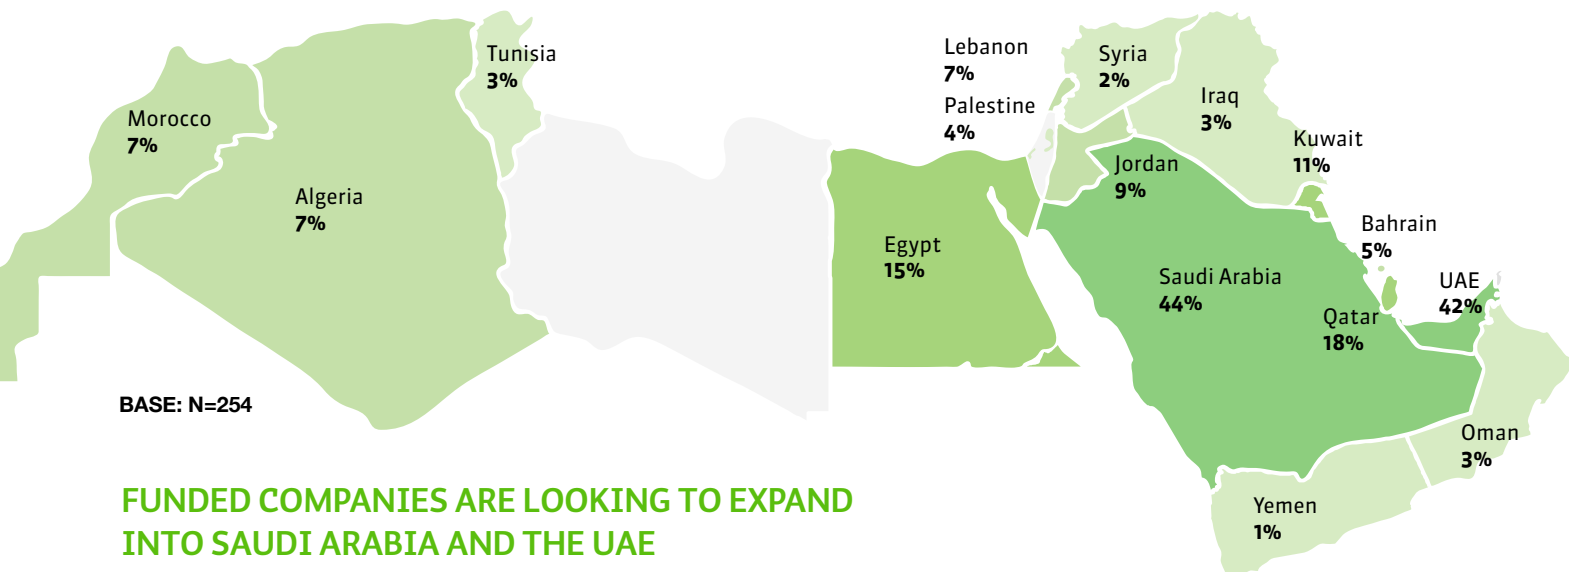 Tunisia
3%
Morocco
7%
Algeria
7%
Lebanon
7%
Palestine
4%
Syria
2%
Iraq
3%
Kuwait
11%
Jordan
9%
Egypt
15%
Saudi Arabia
44%
Bahrain
5%
UAE
42%
Qatar
18%
Oman
3%
Yemen
1%
BASE: N=254
FUNDED COMPANIES ARE LOOKING TO EXPAND
INTO SAUDI ARABIA AND THE UAE